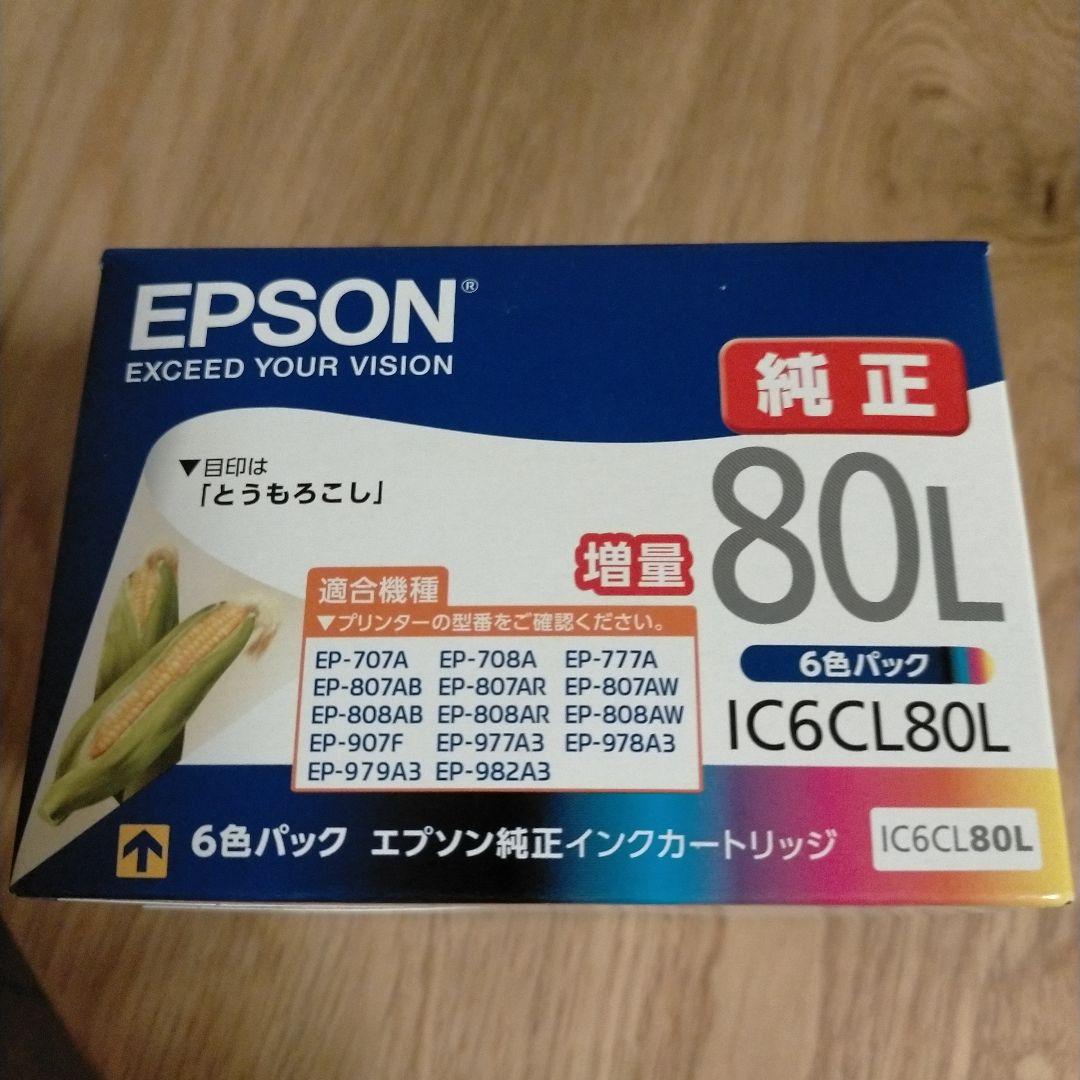 EPSON®
EXCEED YOUR VISION
純正
▼目印は
「とうもろこし」
増量
80L
適合機種
▼プリンターの型番をご確認ください。
EP-707A EP-708A EP-777A
EP-807AB EP-807AR EP-807AW
EP-808AB EP-808AR EP-808AW
EP-907F EP-977A3 EP-978A3
EP-979A3 EP-982A3
6色パック
IC6CL80L
6色パック エプソン純正インクカートリッジ
IC6CL80L